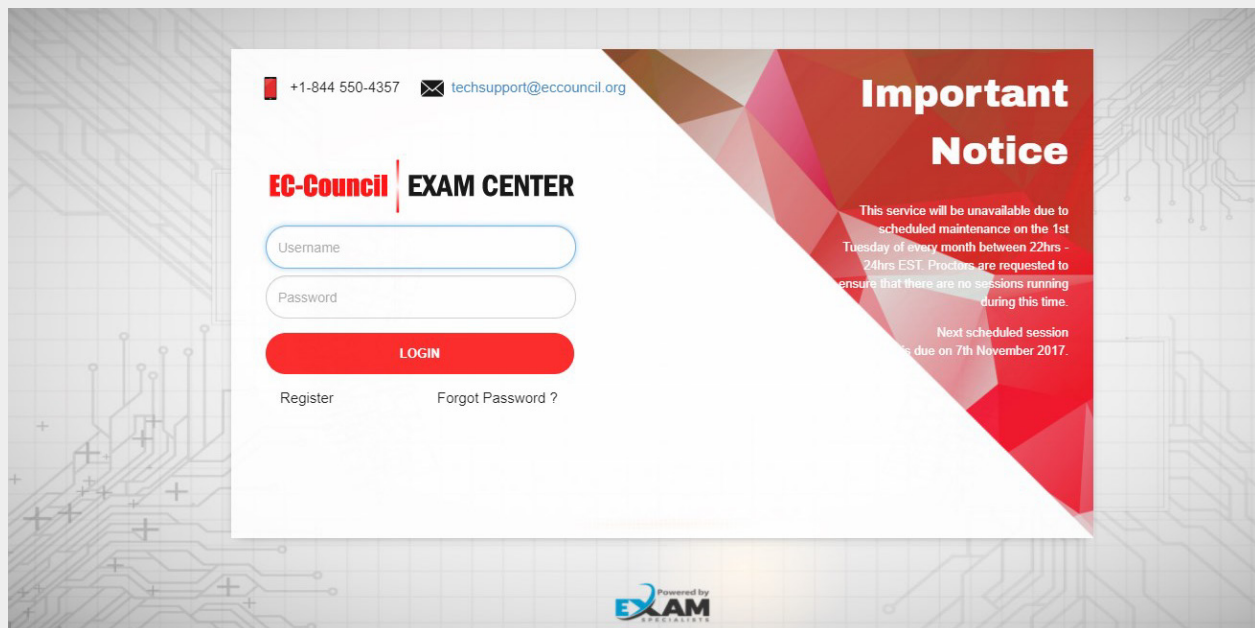 +1-844 550-4357 techsupport@eccouncil.org
EC-Council EXAM CENTER
Username
Password
LOGIN
Register Forgot Password ?
Important
Notice
This service will be unavailable due to
scheduled maintenance on the 1st
Tuesday of every month between 22hrs -
24hrs EST. Proctors are requested to
ensure that there are no sessions running
during this time.
Next scheduled session
due on 7th November 2017.
Powered by
EXAM
SPECIALISTS